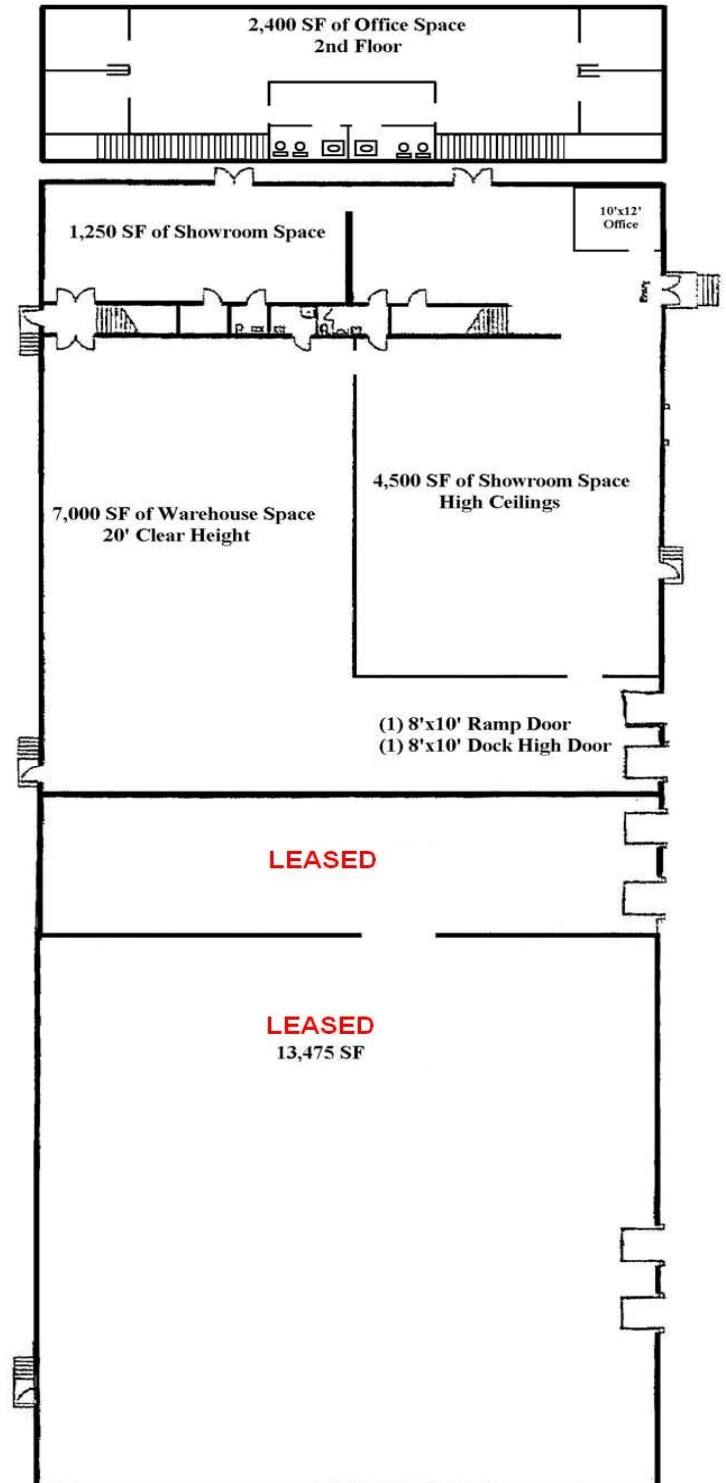 2,400 SF of Office Space
2nd Floor
1,250 SF of Showroom Space
10'x12'
Office
Entry
7,000 SF of Warehouse Space
20' Clear Height
4,500 SF of Showroom Space
High Ceilings
(1) 8'x10' Ramp Door
(1) 8'x10' Dock High Door
LEASED
LEASED
13,475 SF